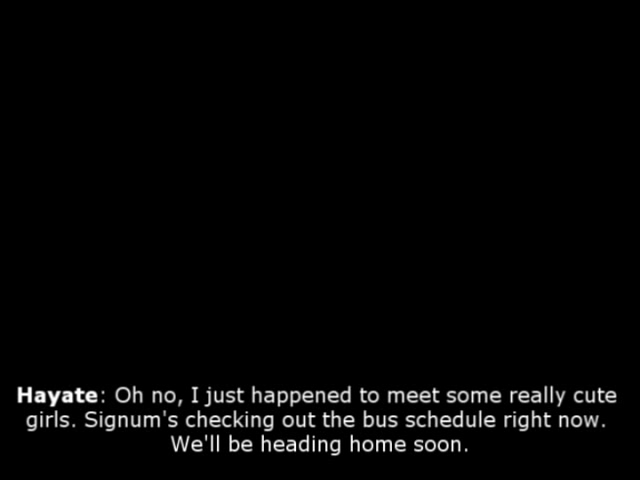 Hayate: Oh no, I just happened to meet some really cute
girls. Signum's checking out the bus schedule right now.
We'll be heading home soon.